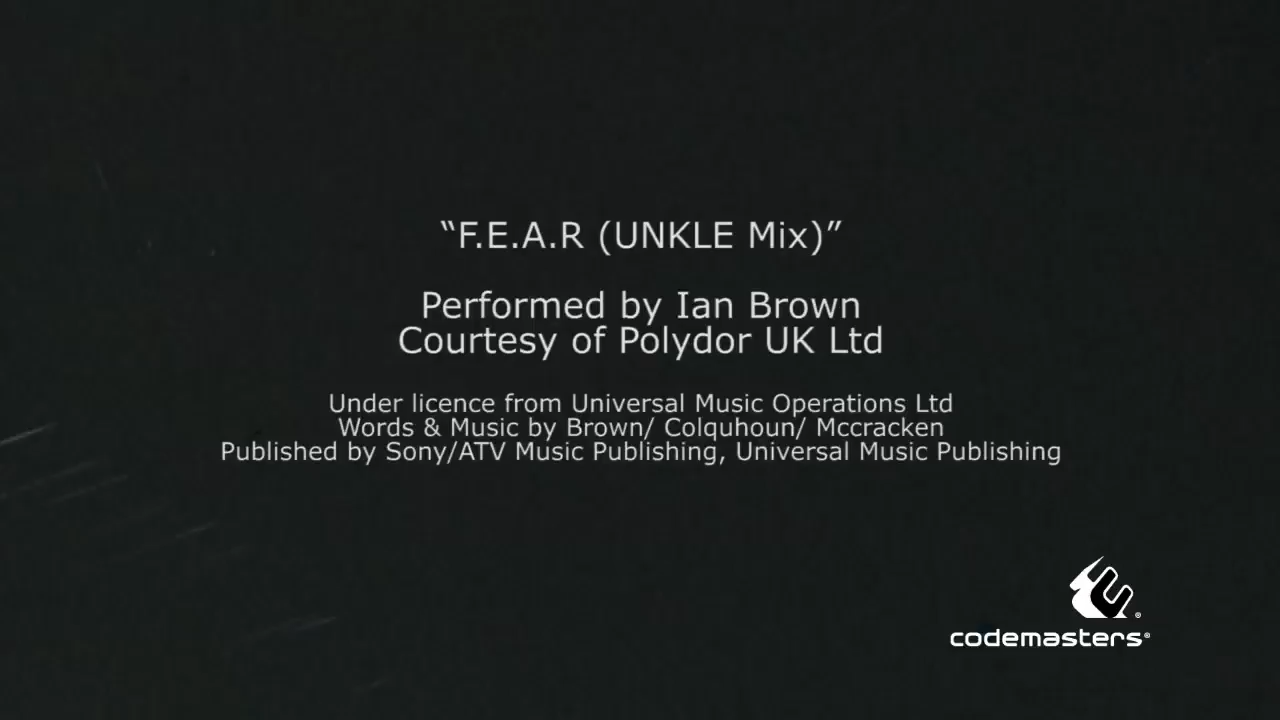 “F.E.A.R (UNKLE Mix)”
Performed by Ian Brown
Courtesy of Polydor UK Ltd
Under licence from Universal Music Operations Ltd
Words & Music by Brown/ Colquhoun/ Mccracken
Published by Sony/ATV Music Publishing, Universal Music Publishing
codemasters®